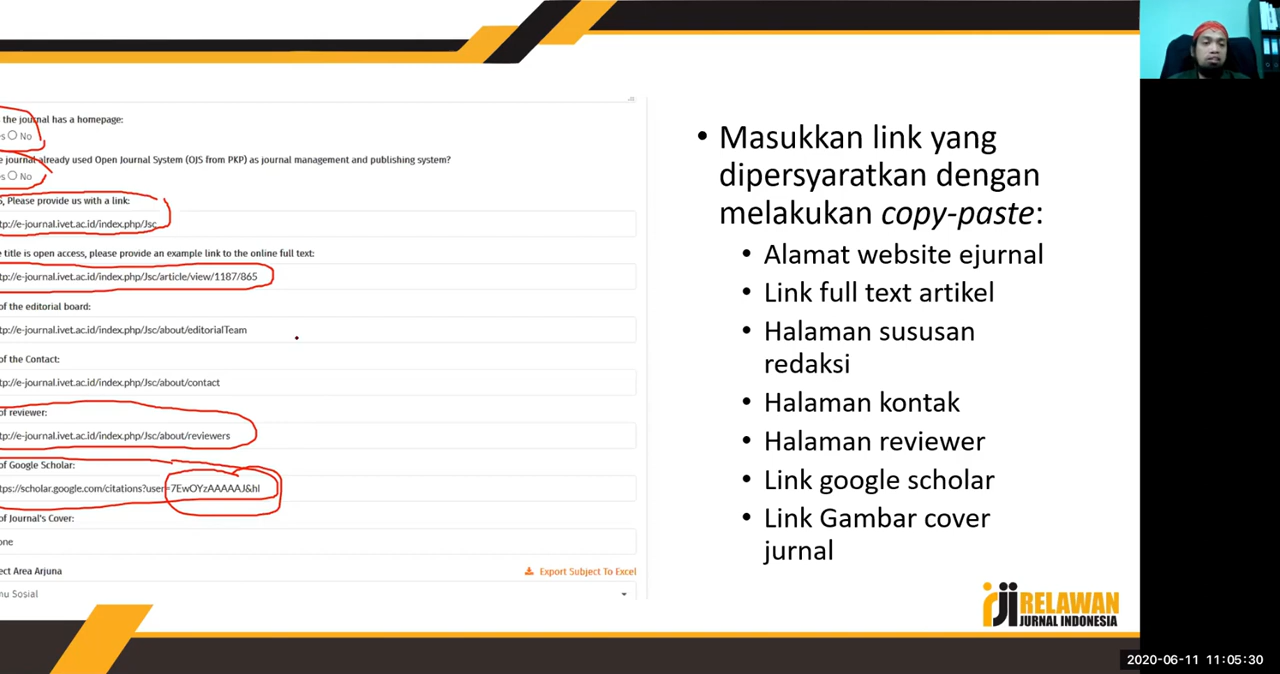 the journal has a homepage:
No
journal already used Open Journal System (OJS from PKP) as journal management and publishing system?
No
, Please provide us with a link:
tp://e-journal.ivet.ac.id/index.php/Jsc
title is open access, please provide an example link to the online full text:
tp://e-journal.ivet.ac.id/index.php/Jsc/article/view/1187/865
of the editorial board:
tp://e-journal.ivet.ac.id/index.php/Jsc/about/editorialTeam
of the Contact:
tp://e-journal.ivet.ac.id/index.php/Jsc/about/contact
of reviewer:
tp://e-journal.ivet.ac.id/index.php/Jsc/about/reviewers
of Google Scholar:
tps://scholar.google.com/citations?user=7EwOYzAAAAAJ&hl
of Journal's Cover:
one
ect Area Arjuna
Export Subject To Excel
mu Sosial
• Masukkan link yang
dipersyaratkan dengan
melakukan copy-paste:
• Alamat website ejurnal
• Link full text artikel
• Halaman sususan
redaksi
• Halaman kontak
• Halaman reviewer
• Link google scholar
• Link Gambar cover
jurnal
RELAWAN
JURNAL INDONESIA
2020-06-11 11:05:30